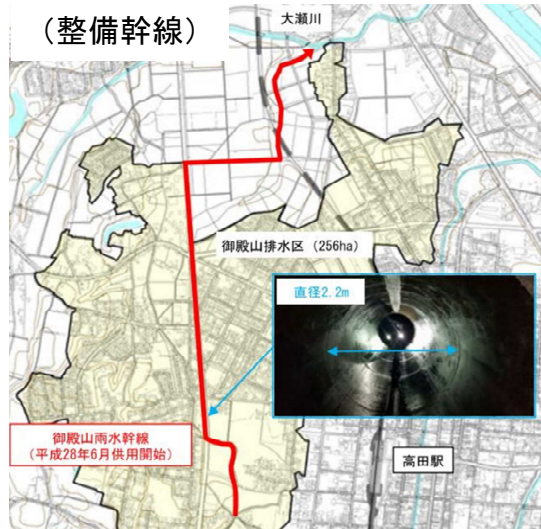 （整備幹線）
大瀬川
御殿山排水区（256ha）
直径2.2m
御殿山雨水幹線
（平成28年6月供用開始）
高田駅